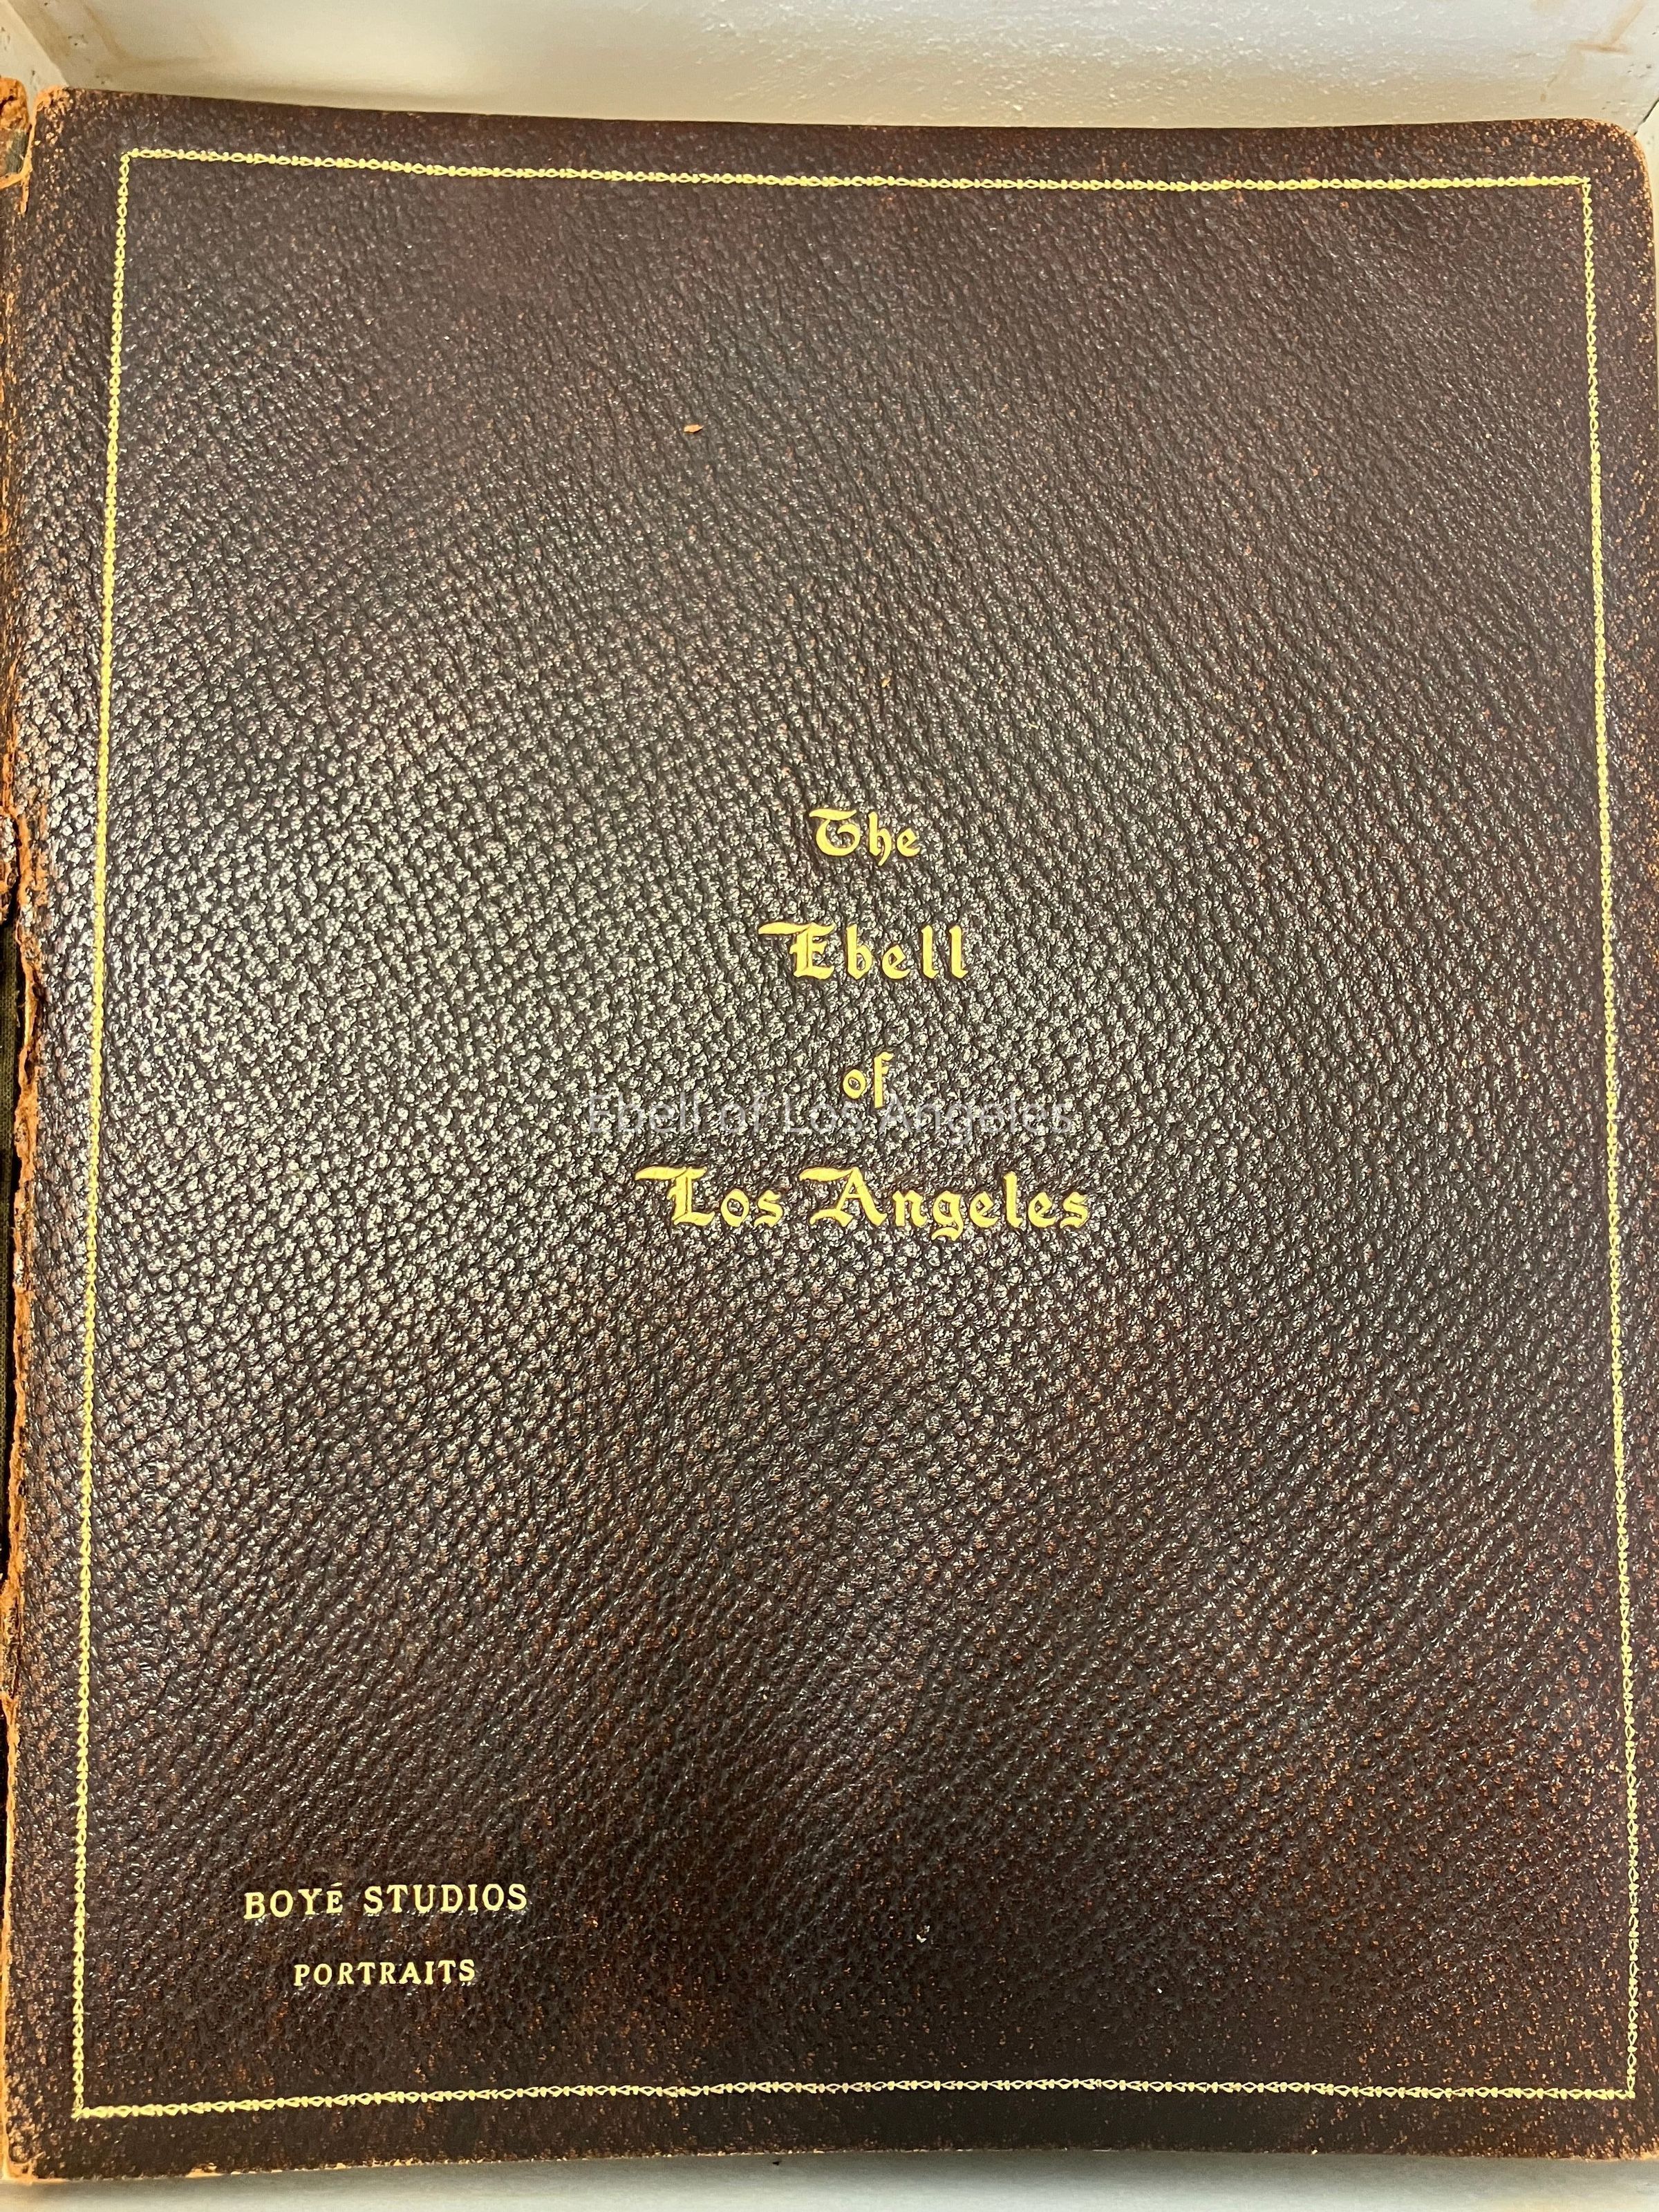 The
Ebell
of
Ebell of Los Angeles
Los Angeles
BOYÉ STUDIOS
PORTRAITS